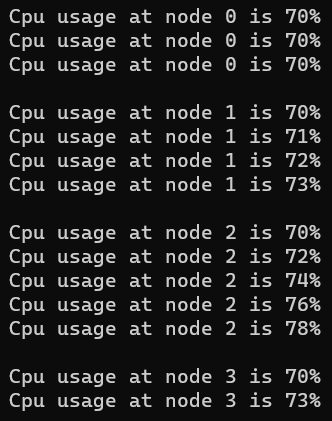 Cpu usage at node 0 is 70%
Cpu usage at node 0 is 70%
Cpu usage at node 0 is 70%
Cpu usage at node 1 is 70%
Cpu usage at node 1 is 71%
Cpu usage at node 1 is 72%
Cpu usage at node 1 is 73%
Cpu usage at node 2 is 70%
Cpu usage at node 2 is 72%
Cpu usage at node 2 is 74%
Cpu usage at node 2 is 76%
Cpu usage at node 2 is 78%
Cpu usage at node 3 is 70%
Cpu usage at node 3 is 73%